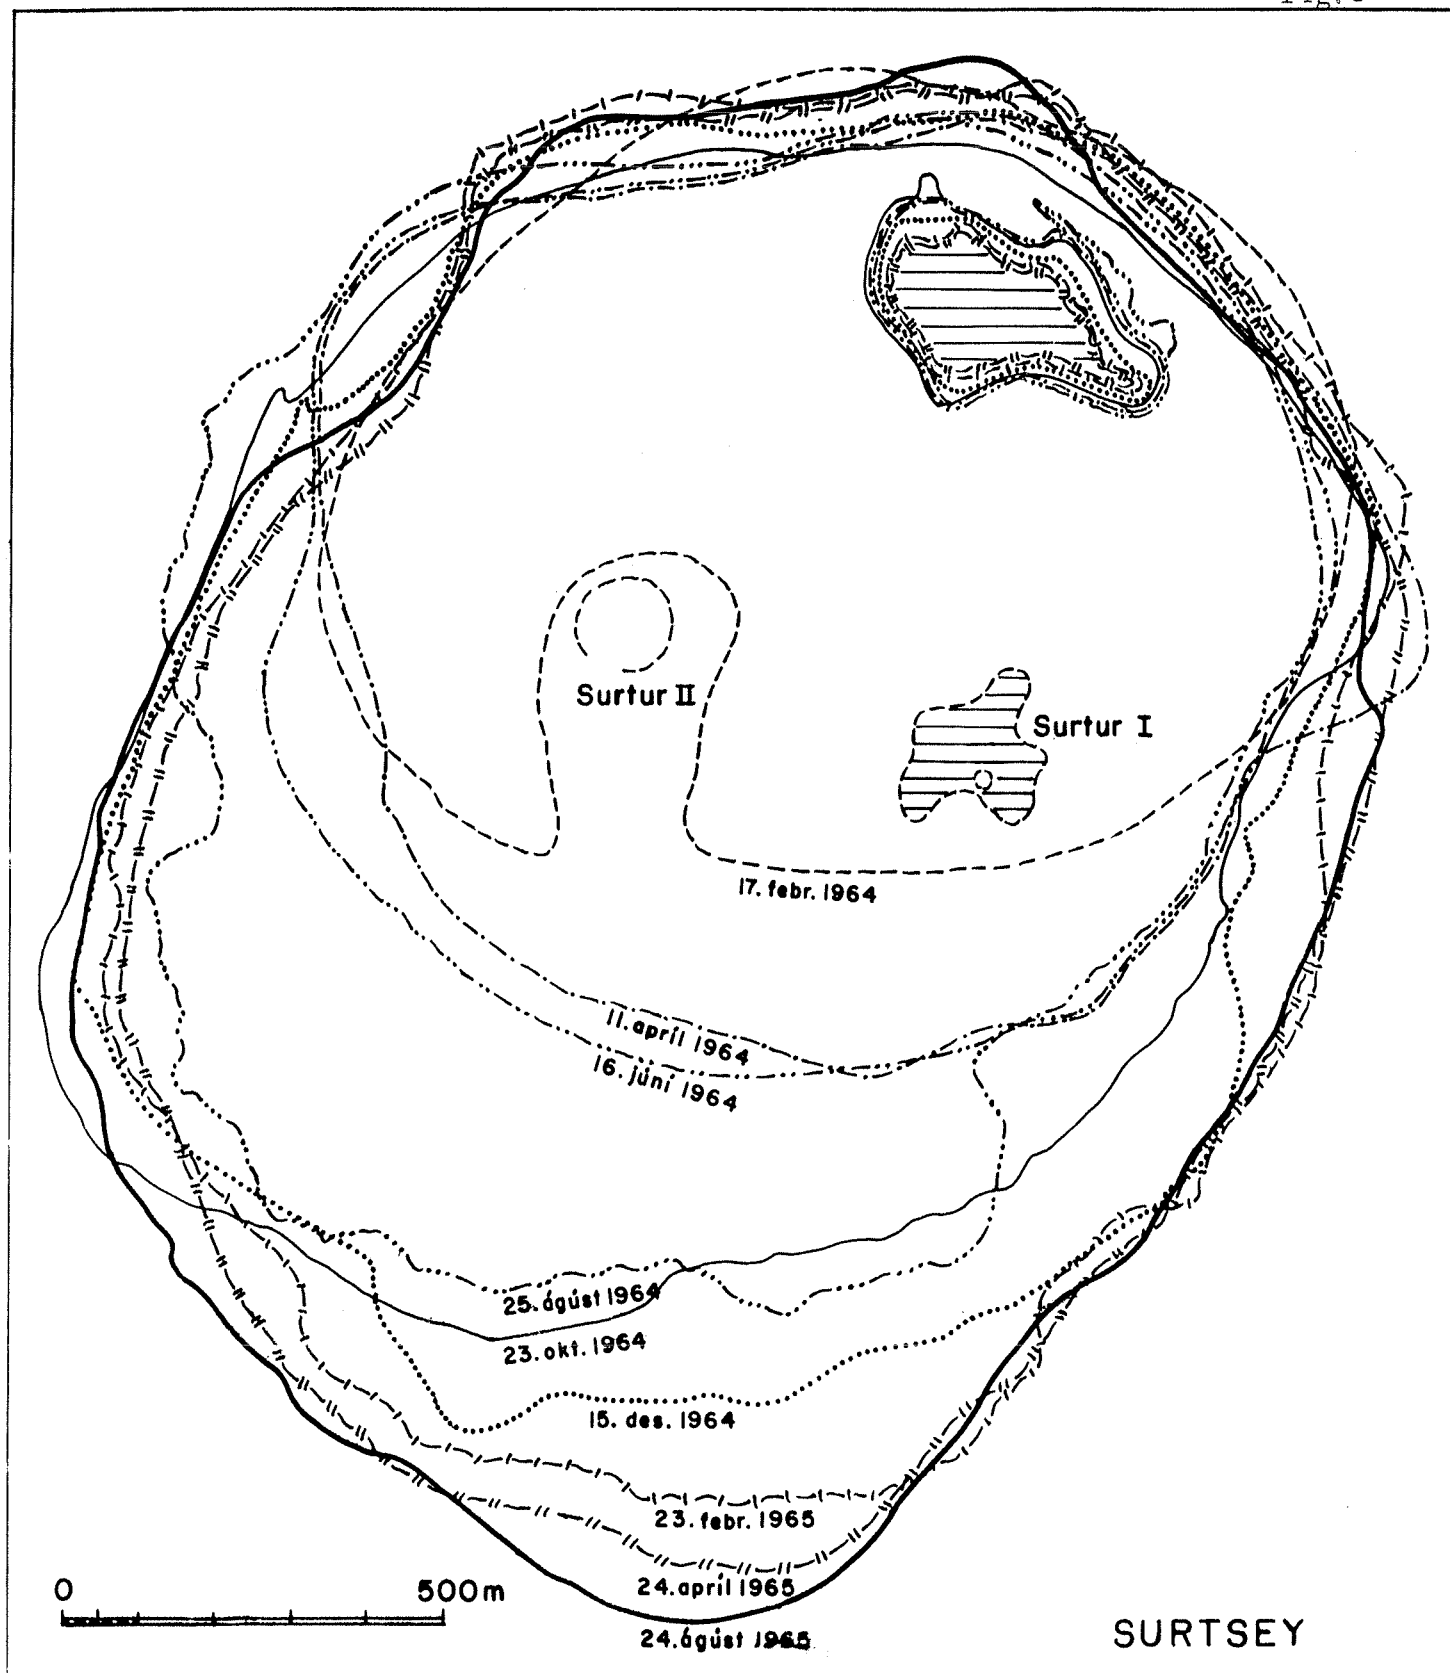 Surtur II
Surtur I
17. febr. 1964
11. apríl 1964
16. júní 1964
25. ágúst 1964
23. okt. 1964
15. des. 1964
23. febr. 1965
24. apríl 1965
24. ágúst 1965
0 500m
SURTSEY